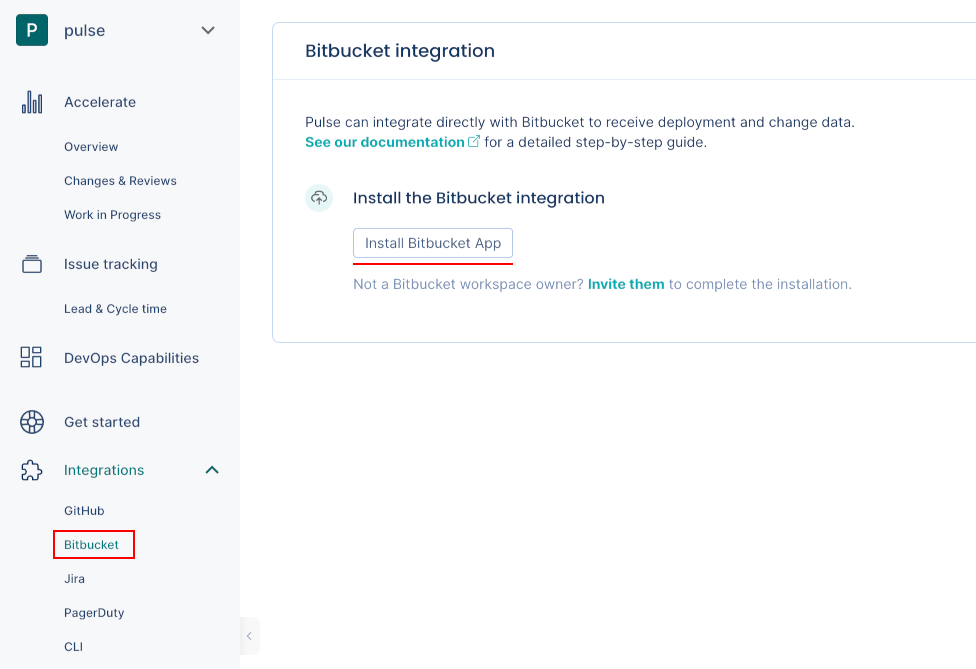 P pulse
Accelerate
Overview
Changes & Reviews
Work in Progress
Issue tracking
Lead & Cycle time
DevOps Capabilities
Get started
Integrations
GitHub
Bitbucket
Jira
PagerDuty
CLI
Bitbucket integration
Pulse can integrate directly with Bitbucket to receive deployment and change data.
See our documentation for a detailed step-by-step guide.
Install the Bitbucket integration
Install Bitbucket App
Not a Bitbucket workspace owner? Invite them to complete the installation.